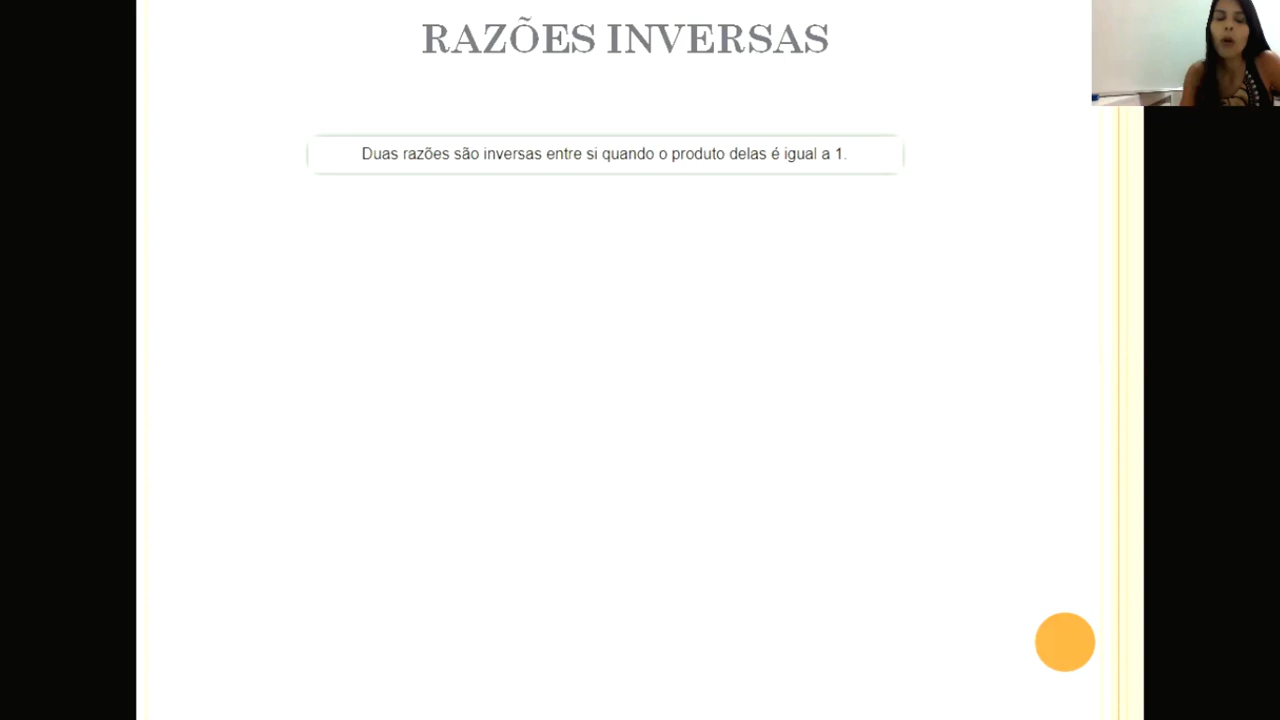 RAZÕES INVERSAS
Duas razões são inversas entre si quando o produto delas é igual a 1.